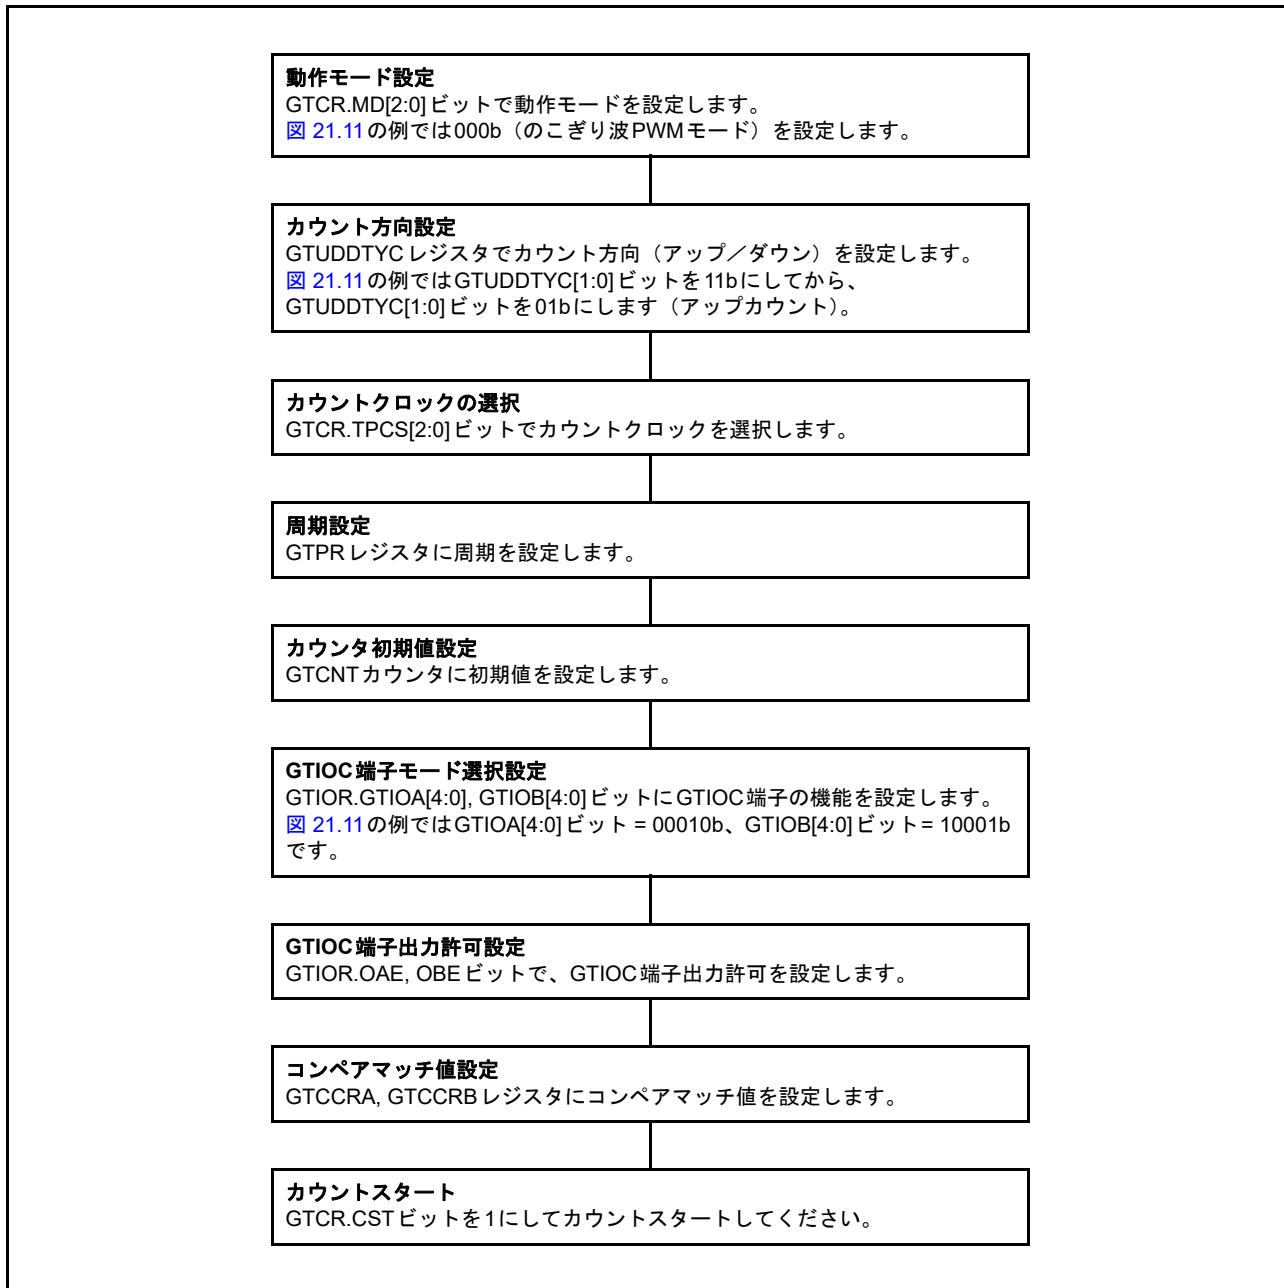 動作モード設定
GTCR.MD[2:0]ビットで動作モードを設定します。
図 21.11の例では000b（のこぎり波PWMモード）を設定します。
カウント方向設定
GTUDDTYCレジスタでカウント方向（アップ／ダウン）を設定します。
図 21.11の例ではGTUDDTYC[1:0]ビットを11bにしてから、
GTUDDTYC[1:0]ビットを01bにします（アップカウント）。
カウントクロックの選択
GTCR.TPCS[2:0]ビットでカウントクロックを選択します。
周期設定
GTPRレジスタに周期を設定します。
カウンタ初期値設定
GTCNTカウンタに初期値を設定します。
GTIOC端子モード選択設定
GTIOR.GTIOA[4:0], GTIOB[4:0]ビットにGTIOC端子の機能を設定します。
図 21.11の例ではGTIOA[4:0]ビット = 00010b、GTIOB[4:0]ビット= 10001b
です。
GTIOC端子出力許可設定
GTIOR.OAE, OBEビットで、GTIOC端子出力許可を設定します。
コンペアマッチ値設定
GTCCRA, GTCCRBレジスタにコンペアマッチ値を設定します。
カウントスタート
GTCR.CSTビットを1にしてカウントスタートしてください。